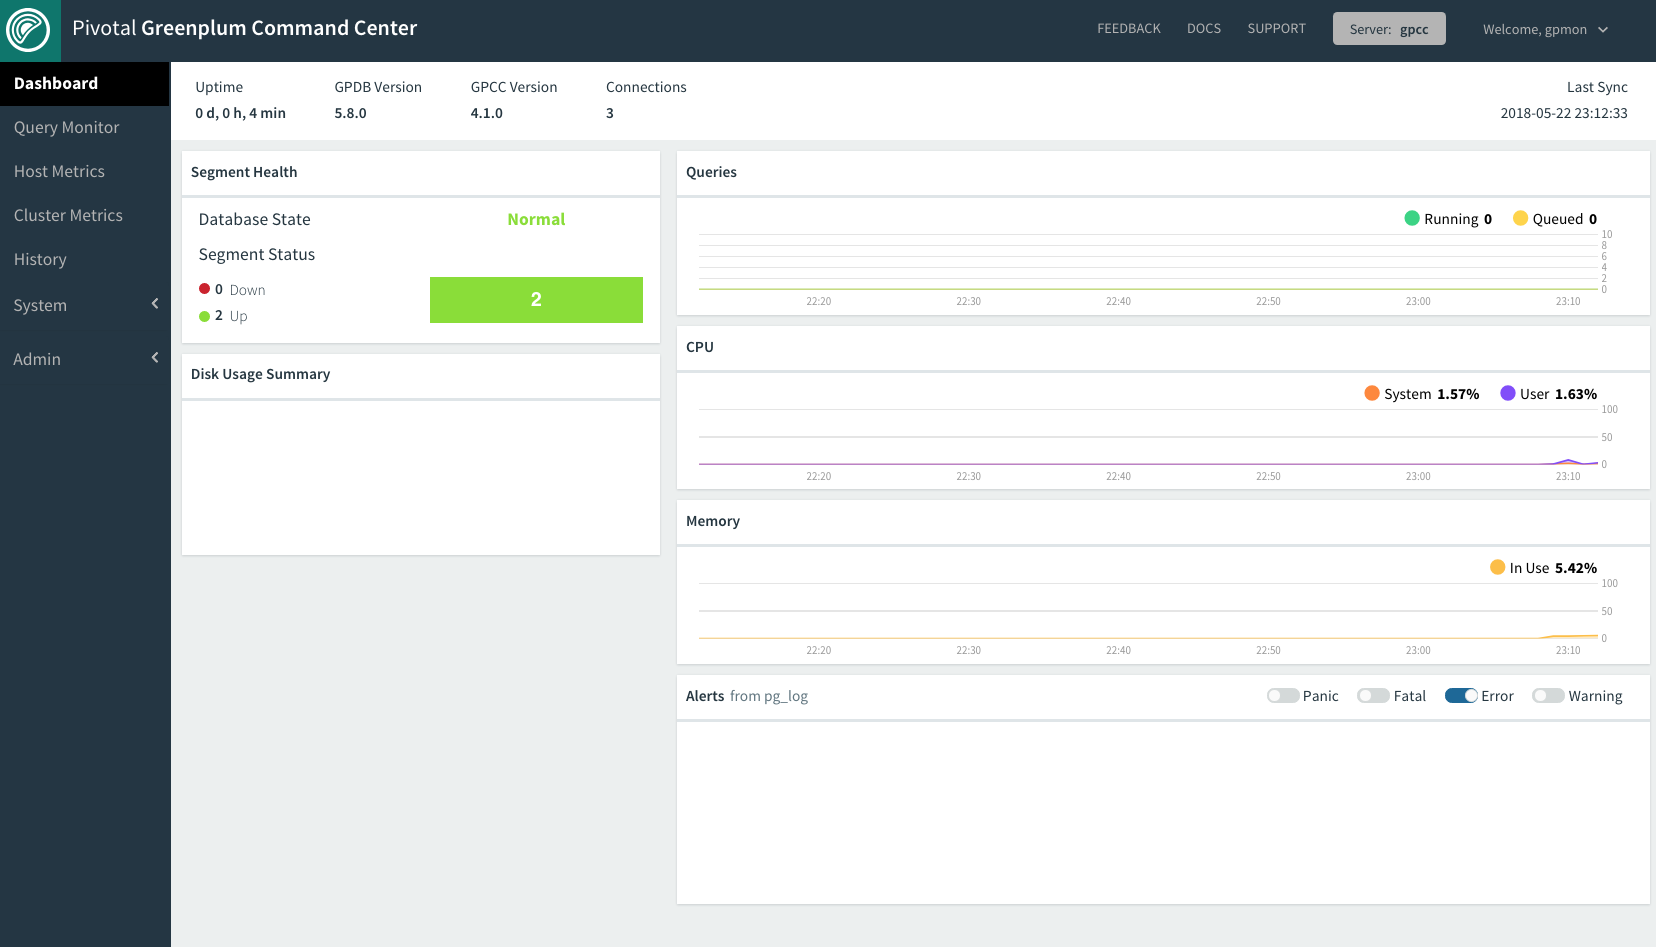 Pivotal Greenplum Command Center
FEEDBACK DOCS SUPPORT Server: gpcc Welcome, gpmon
Dashboard
Query Monitor
Host Metrics
Cluster Metrics
History
System
Admin
Uptime GPDB Version GPCC Version Connections Last Sync
0 d, 0 h, 4 min 5.8.0 4.1.0 3 2018-05-22 23:12:33
Segment Health
Database State Normal
Segment Status
0 Down
2 Up
2
Disk Usage Summary
Queries
Running 0 Queued 0
10
8
6
4
2
0
22:20 22:30 22:40 22:50 23:00 23:10
CPU
System 1.57% User 1.63%
100
50
0
22:20 22:30 22:40 22:50 23:00 23:10
Memory
In Use 5.42%
100
50
0
22:20 22:30 22:40 22:50 23:00 23:10
Alerts from pg_log Panic Fatal Error Warning